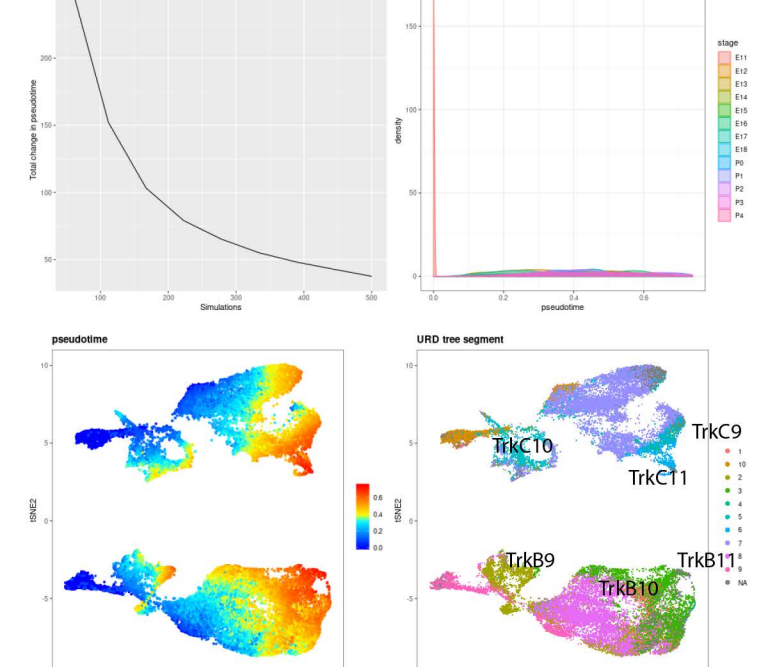 Total change in pseudotime
200
150
100
50
100
200
300
400
500
Simulations
density
150
100
50
0
0.0
0.2
0.4
0.6
pseudotime
stage
E11
E12
E13
E14
E15
E16
E17
E18
P0
P1
P2
P3
P4
pseudotime
tSNE2
10
5
0
-5
0.6
0.4
0.2
0.0
URD tree segment
tSNE2
10
5
0
-5
TrkC9
TrkC10
TrkC11
TrkB9
TrkB10
TrkB11
1
10
2
3
4
5
6
7
8
9
NA